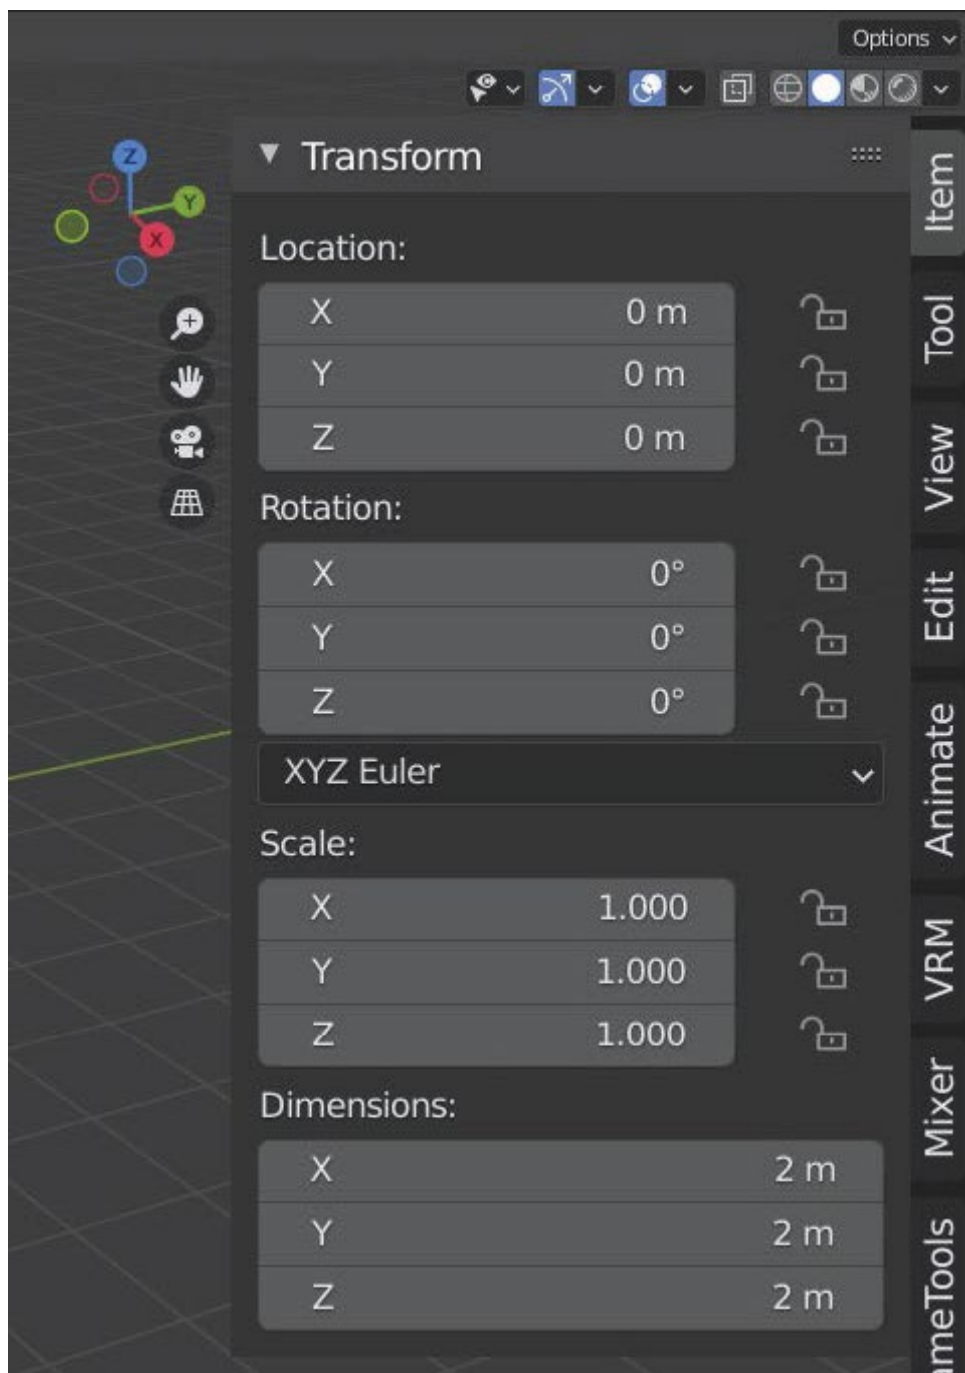 Options
Z
Y
X
Transform
Location:
X 0 m
Y 0 m
Z 0 m
Rotation:
X 0°
Y 0°
Z 0°
XYZ Euler
Scale:
X 1.000
Y 1.000
Z 1.000
Dimensions:
X 2 m
Y 2 m
Z 2 m
Item
Tool
View
Edit
Animate
VRM
Mixer
ameTools